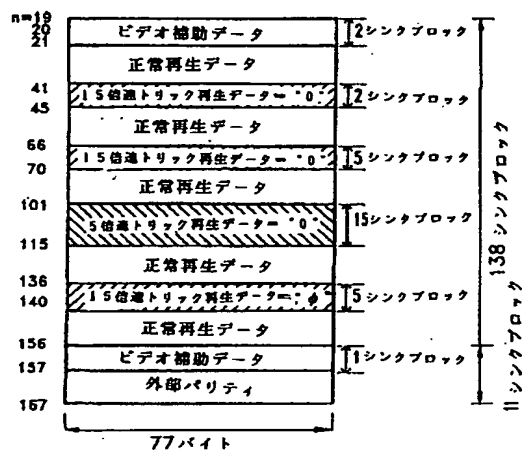 n=19
20
21
ビデオ補助データ
2シンクブロック
正常再生データ
41
45
15倍速トリック再生データ="0"
2シンクブロック
正常再生データ
66
70
15倍速トリック再生データ="0"
5シンクブロック
正常再生データ
101
115
5倍速トリック再生データ="0"
15シンクブロック
正常再生データ
136
140
15倍速トリック再生データ="φ"
5シンクブロック
正常再生データ
156
157
ビデオ補助データ
1シンクブロック
外部パリティ
167
77バイト
138シンクブロック
11シンクブロック